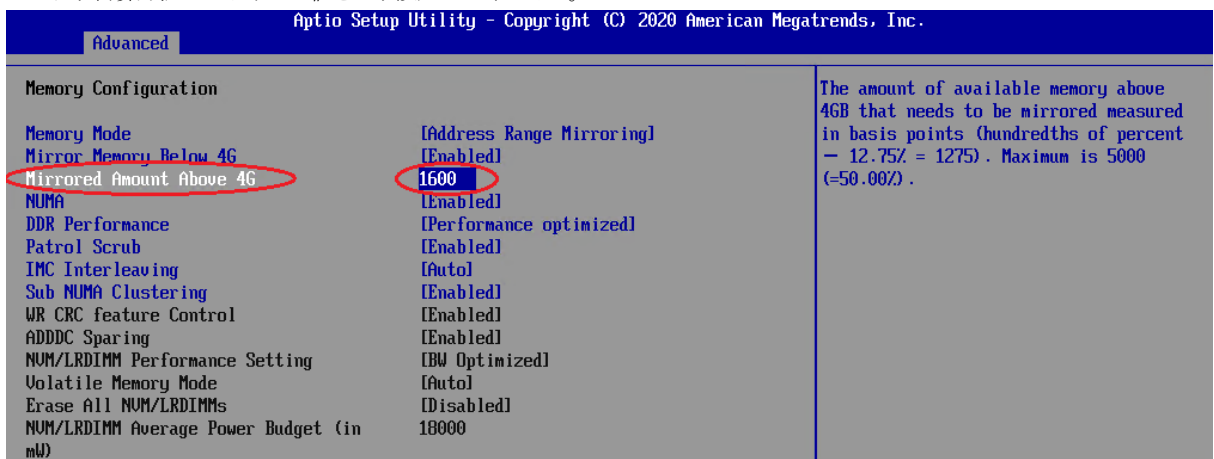 Aptio Setup Utility - Copyright (C) 2020 American Megatrends, Inc.
Advanced
Memory Configuration
The amount of available memory above
4GB that needs to be mirrored measured
in basis points (hundredths of percent
— 12.75% = 1275). Maximum is 5000
(=50.00%).
Memory Mode [Address Range Mirroring]
Mirror Memory Below 4G [Enabled]
Mirrored Amount Above 4G 1600
NUMA [Enabled]
DDR Performance [Performance optimized]
Patrol Scrub [Enabled]
IMC Interleaving [Auto]
Sub NUMA Clustering [Enabled]
WR CRC feature Control [Enabled]
ADDDC Sparing [Enabled]
NVM/LRDIMM Performance Setting [BW Optimized]
Volatile Memory Mode [Auto]
Erase All NVM/LRDIMMs [Disabled]
NVM/LRDIMM Average Power Budget (in 18000
mW)